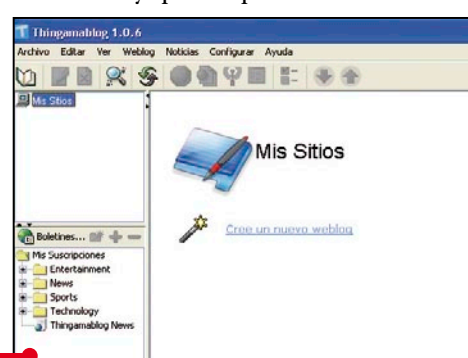 Thingamablog 1.0.6
Archivo Editar Ver Weblog Noticias Configurar Ayuda
Mis Sitios
Mis Sitios
Cree un nuevo weblog
Boletines...
Mis Suscripciones
Entertainment
News
Sports
Technology
Thingamablog News